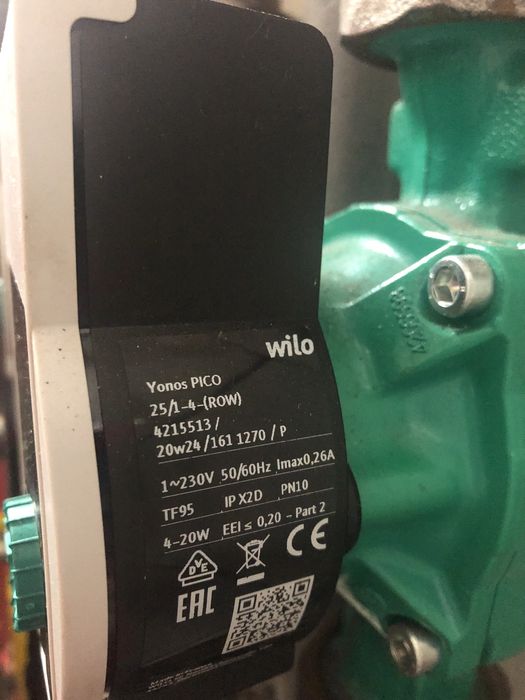 wilo
Yonos PICO
25/1-4-(ROW)
4215513 /
20w24/161 1270 / P
1~230V 50/60Hz Imax0,26A
TF95 IP X2D PN10
4-20W EEI ≤ 0,20 - Part 2
DVE CE
EAC